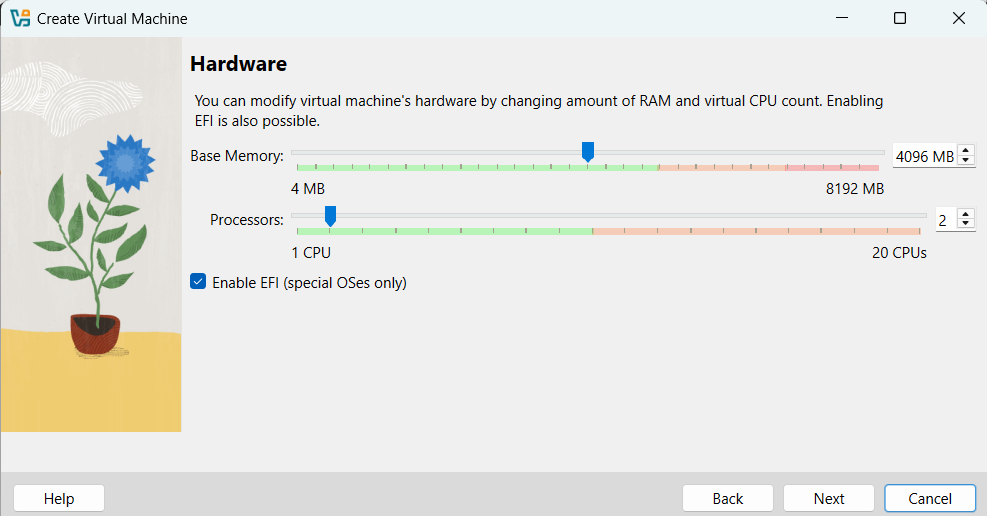 Create Virtual Machine
Hardware
You can modify virtual machine's hardware by changing amount of RAM and virtual CPU count. Enabling
EFI is also possible.
Base Memory: 4096 MB
4 MB 8192 MB
Processors: 2
1 CPU 20 CPUs
Enable EFI (special OSes only)
Help Back Next Cancel